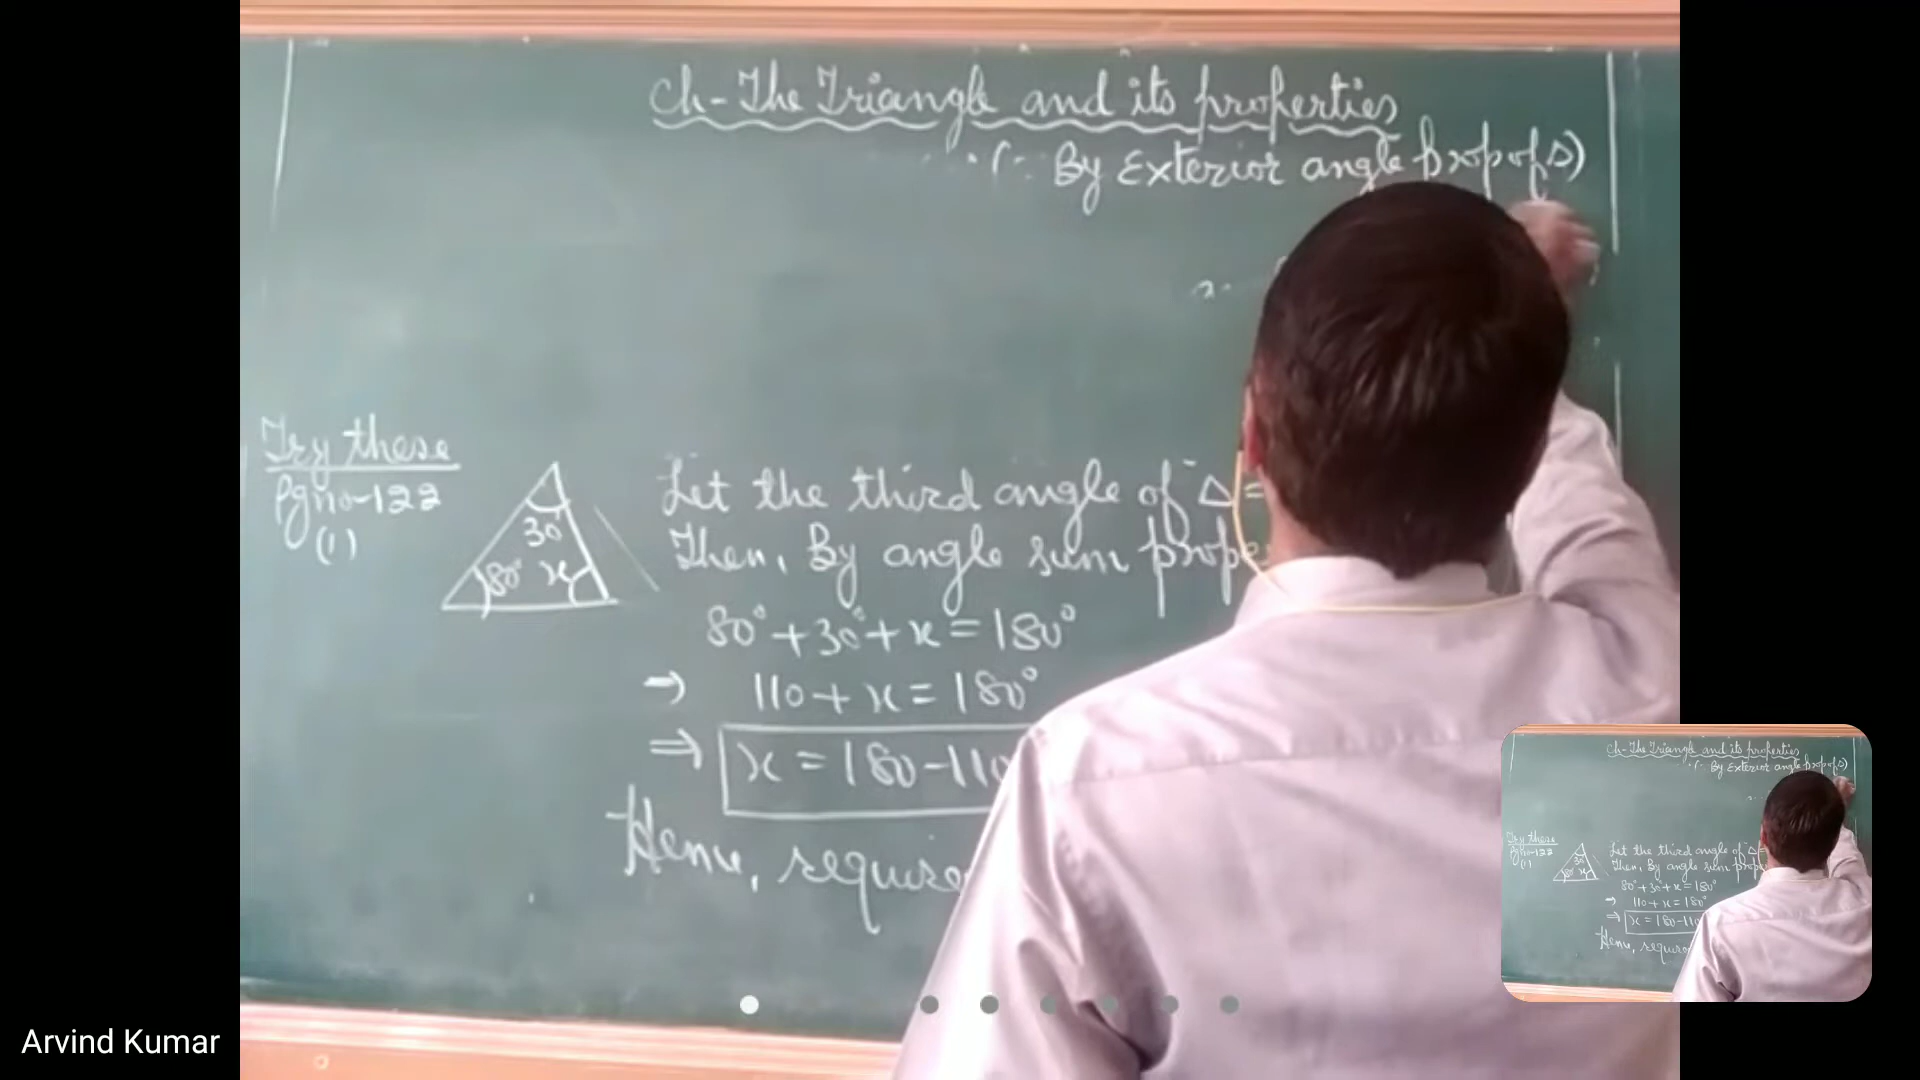 Ch- The Triangle and its properties
(∵ By Exterior angle prop of Δ)
Try these
Pg no-122
(1)
30°
80° x
Let the third angle of Δ =
Then, By angle sum prope
80° + 30° + x = 180°
→ 110 + x = 180°
⇒ x = 180 - 110
Hence, require
Arvind Kumar